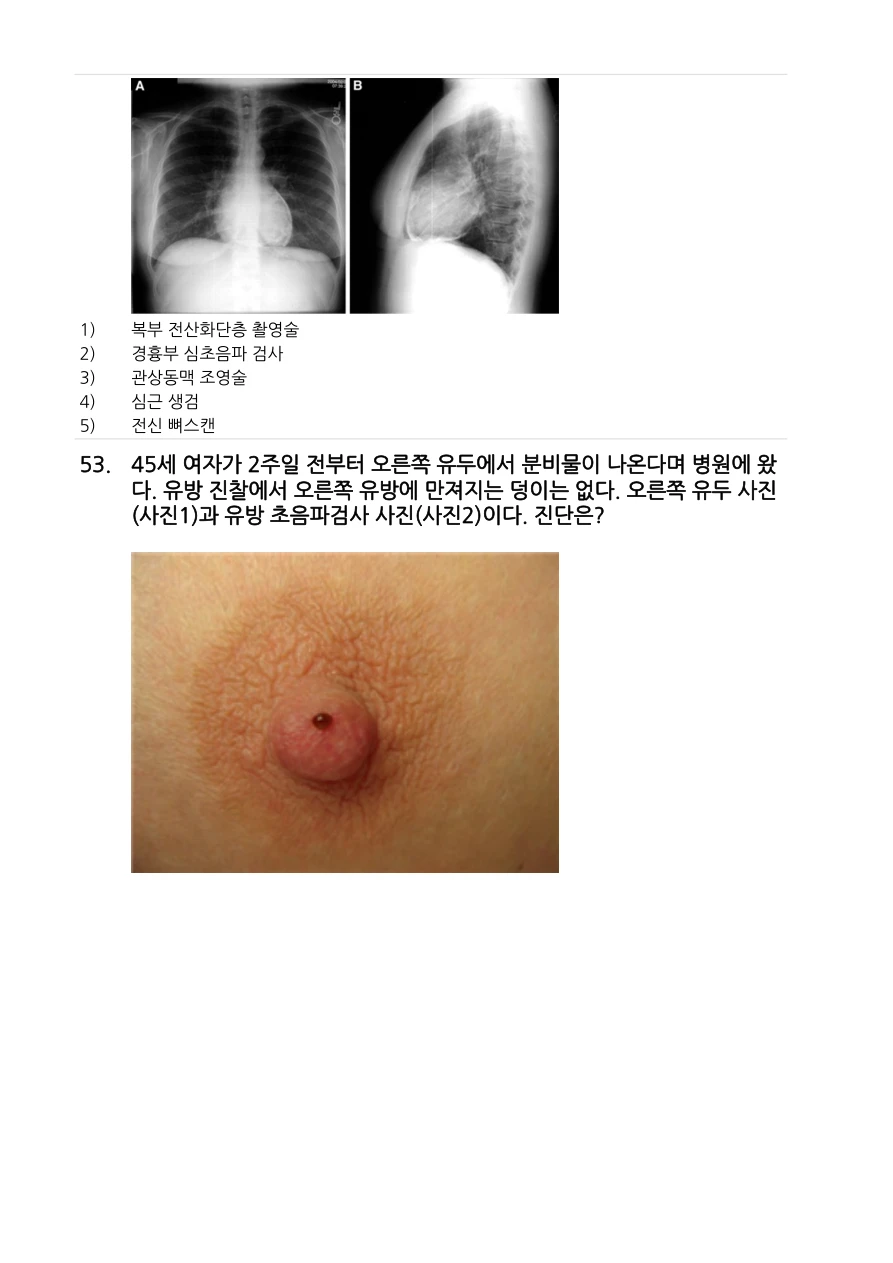 A
B
1) 복부 전산화단층 촬영술
2) 경흉부 심초음파 검사
3) 관상동맥 조영술
4) 심근 생검
5) 전신 뼈스캔
53. 45세 여자가 2주일 전부터 오른쪽 유두에서 분비물이 나온다며 병원에 왔
다. 유방 진찰에서 오른쪽 유방에 만져지는 덩이는 없다. 오른쪽 유두 사진
(사진1)과 유방 초음파검사 사진(사진2)이다. 진단은?